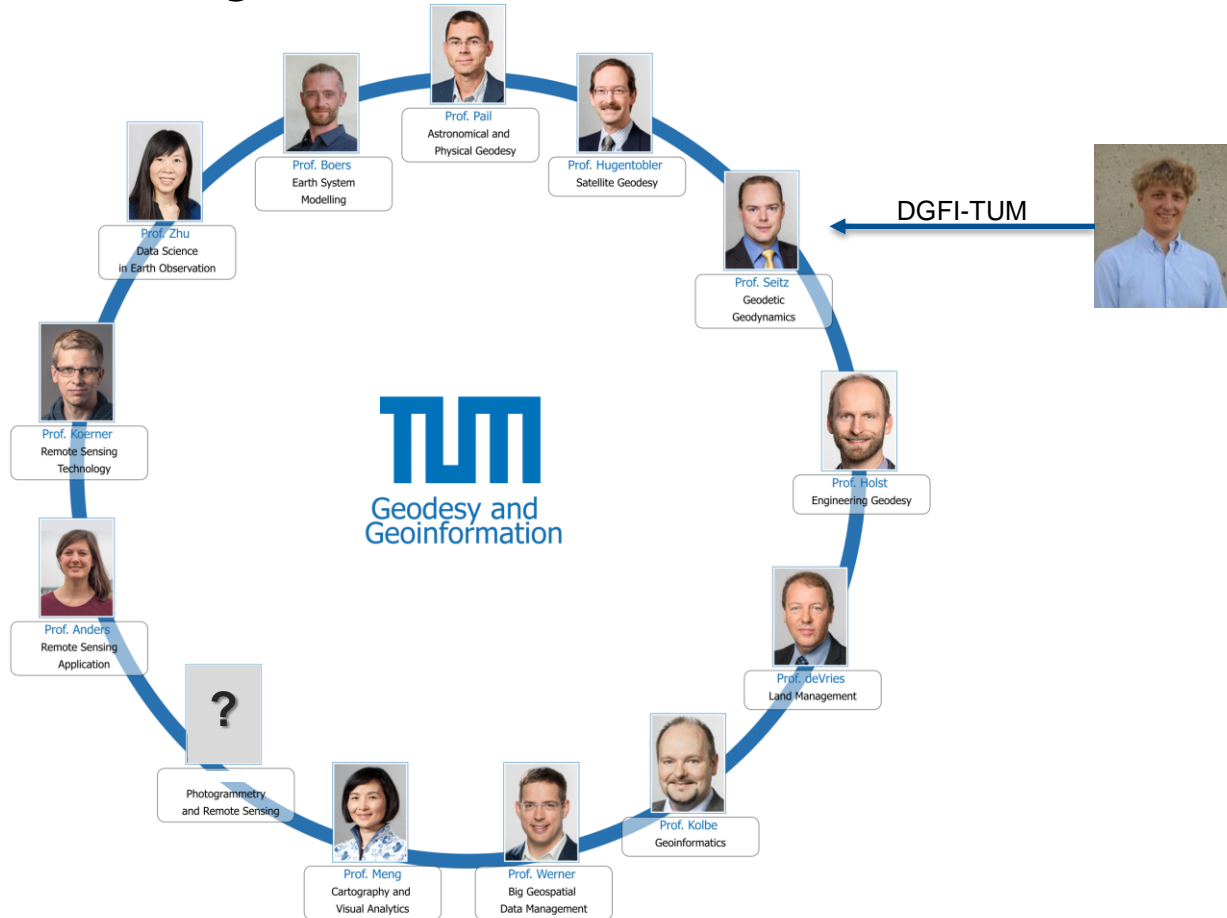 Prof. Pail
Astronomical and
Physical Geodesy
Prof. Hugentobler
Satellite Geodesy
Prof. Boers
Earth System
Modelling
Prof. Zhu
Data Science
in Earth Observation
DGFI-TUM
Prof. Seitz
Geodetic
Geodynamics
Prof. Koerner
Remote Sensing
Technology
TUM
Geodesy and
Geoinformation
Prof. Holst
Engineering Geodesy
Prof. Anders
Remote Sensing
Application
Prof. deVries
Land Management
?
Photogrammetry
and Remote Sensing
Prof. Kolbe
Geoinformatics
Prof. Meng
Cartography and
Visual Analytics
Prof. Werner
Big Geospatial
Data Management